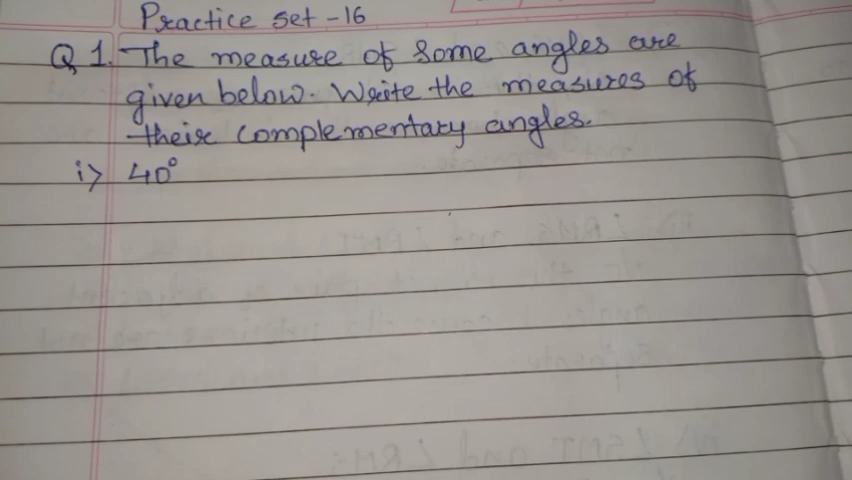 Practice set - 16
Q 1. The measure of some angles are
given below. Write the measures of
their complementary angles.
i> 40°